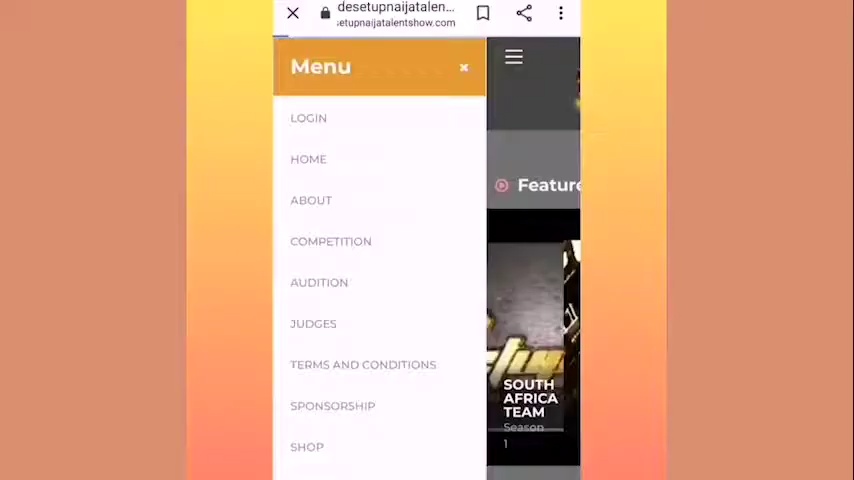 desetupnaijatalen...
setupnaijatalentshow.com
Menu
LOGIN
HOME
ABOUT
COMPETITION
AUDITION
JUDGES
TERMS AND CONDITIONS
SPONSORSHIP
SHOP
Feature
SOUTH
AFRICA
TEAM
Season
1